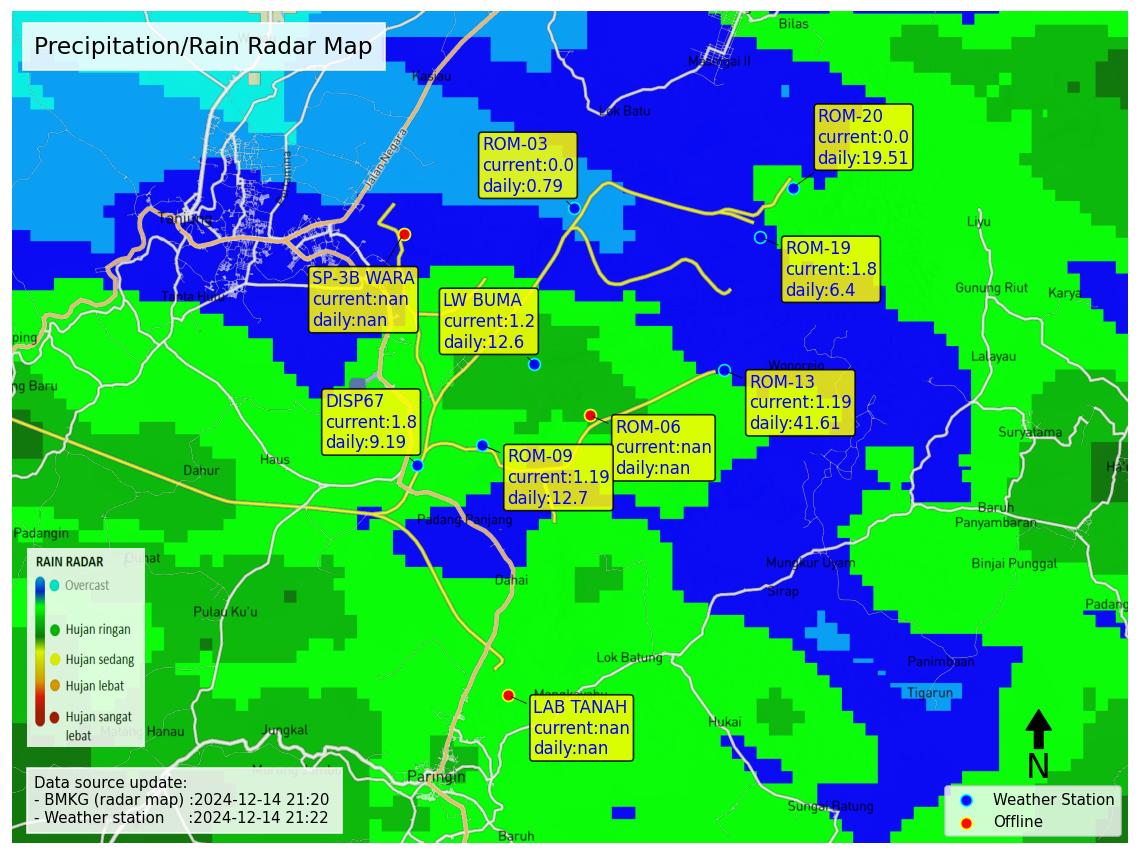 Precipitation/Rain Radar Map
Bilas
Masingai II
Kasiau
Lok Batu
Jalan Negara
ROM-20
current:0.0
daily:19.51
ROM-03
current:0.0
daily:0.79
Tanjung
Liyu
ROM-19
current:1.8
daily:6.4
SP-3B WARA
current:nan
daily:nan
LW BUMA
current:1.2
daily:12.6
Gunung Riut
Karya
ping
Lalayau
Wonorejo
ng Baru
ROM-13
current:1.19
daily:41.61
DISP67
current:1.8
daily:9.19
ROM-06
current:nan
daily:nan
Suryatama
Haus
Dahur
ROM-09
current:1.19
daily:12.7
Baruh
Panyambaran
Padang Panjang
Padangin
Mungkur Uyam
Binjai Punggal
Dahai
Sirap
Padang
Pulau Ku'u
RAIN RADAR
Overcast
Hujan ringan
Hujan sedang
Hujan lebat
Hujan sangat
lebat
Lok Batung
Panimbaan
Tigarun
LAB TANAH
current:nan
daily:nan
Hukai
Jungkal
Hanau
Paringin
N
Data source update:
- BMKG (radar map) :2024-12-14 21:20
- Weather station :2024-12-14 21:22
Sungai Batung
Weather Station
Offline
Baruh